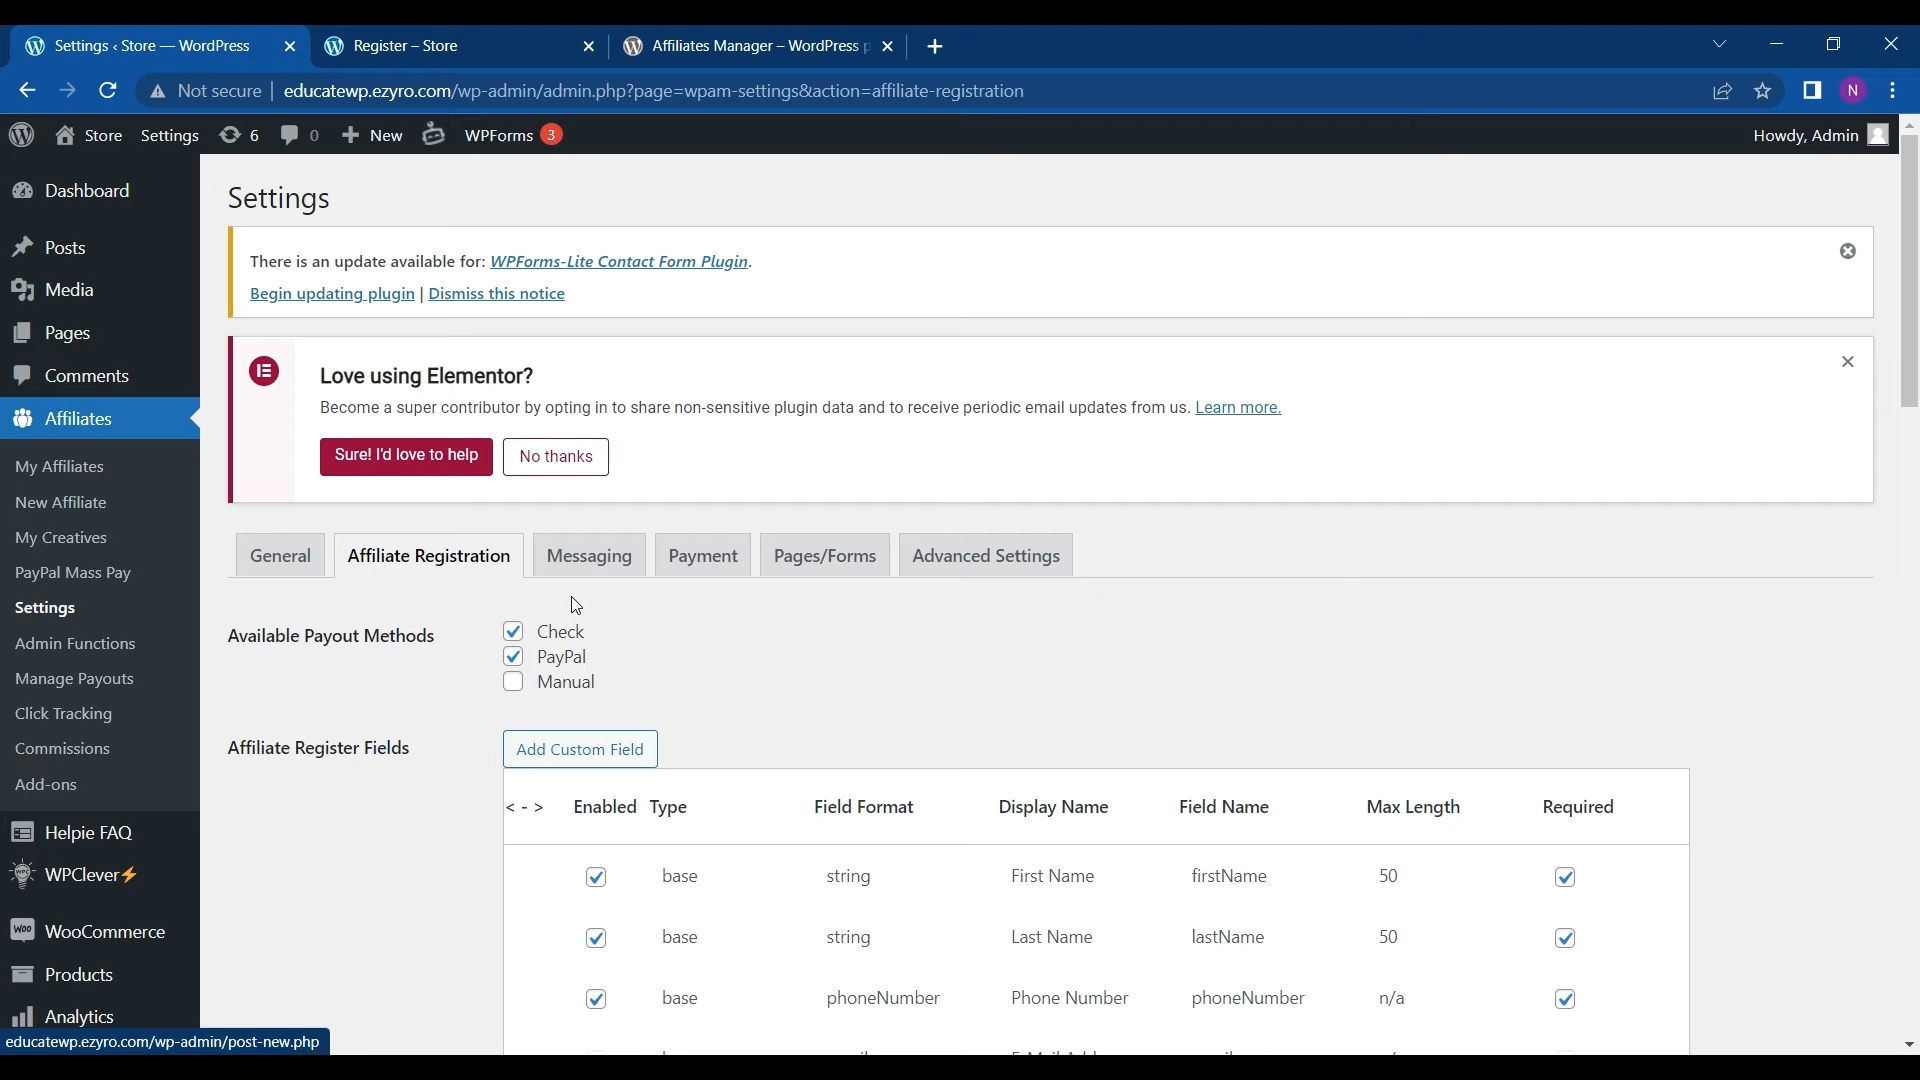 Settings ‹ Store — WordPress
Register – Store
Affiliates Manager – WordPress
Not secure
educatewp.ezyro.com/wp-admin/admin.php?page=wpam-settings&action=affiliate-registration
N
Store
Settings
6
0
New
WPForms 3
Howdy, Admin
Dashboard
Posts
Media
Pages
Comments
Affiliates
My Affiliates
New Affiliate
My Creatives
PayPal Mass Pay
Settings
Admin Functions
Manage Payouts
Click Tracking
Commissions
Add-ons
Helpie FAQ
WPClever⚡
WooCommerce
Products
Analytics
educatewp.ezyro.com/wp-admin/post-new.php
Settings
There is an update available for: WPForms-Lite Contact Form Plugin.
Begin updating plugin | Dismiss this notice
Love using Elementor?
Become a super contributor by opting in to share non-sensitive plugin data and to receive periodic email updates from us. Learn more.
Sure! I'd love to help
No thanks
General
Affiliate Registration
Messaging
Payment
Pages/Forms
Advanced Settings
Available Payout Methods
Check
PayPal
Manual
Affiliate Register Fields
Add Custom Field
< - > Enabled Type Field Format Display Name Field Name Max Length Required
base string First Name firstName 50
base string Last Name lastName 50
base phoneNumber Phone Number phoneNumber n/a